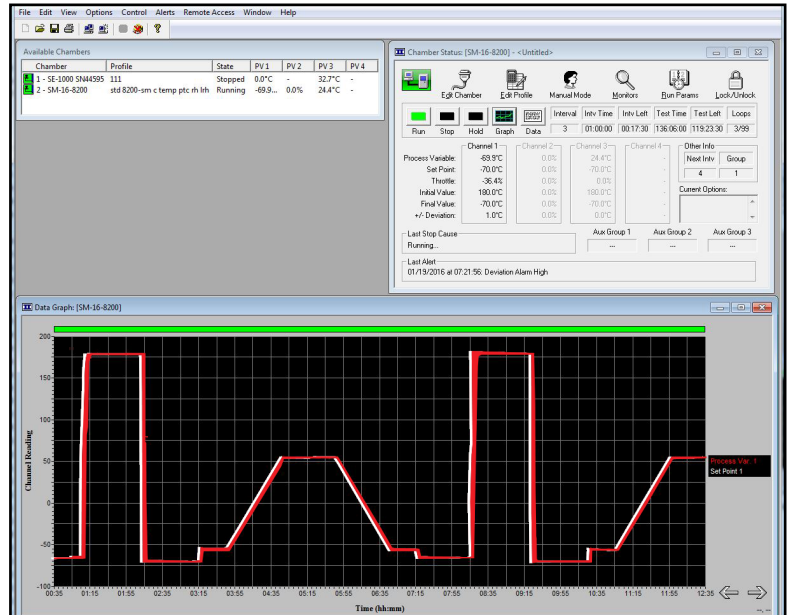 File Edit View Options Control Alerts Remote Access Window Help
Available Chambers
Chamber Profile State PV 1 PV 2 PV 3 PV 4
1 - SE-1000 SN44595 111 Stopped 0.0°C - 32.7°C -
2 - SM-16-8200 std 8200-sm c temp ptc rh lrh Running -69.9... 0.0% 24.4°C -
Chamber Status: [SM-16-8200] - <Untitled>
Edit Chamber Edit Profile Manual Mode Monitors Run Params Lock/Unlock
Run Stop Hold Graph Data
Interval Intv Time Intv Left Test Time Test Left Loops
3 01:00:00 00:17:30 136:06:00 119:23:30 3/99
Channel 1 Channel 2 Channel 3 Channel 4 Other Info
Process Variable: -69.9°C 0.0% 24.4°C - Next Intv Group
Set Point: -70.0°C 0.0% -70.0°C - 4 1
Throttle: -36.4% 0.0% 0.0% -
Initial Value: 180.0°C 0.0% 180.0°C - Current Options:
Final Value: -70.0°C 0.0% -70.0°C -
+/- Deviation: 1.0°C 0.0% 0.0°C -
Last Stop Cause Aux Group 1 Aux Group 2 Aux Group 3
Running... ... ... ...
Last Alert
01/19/2016 at 07:21:56: Deviation Alarm High
Data Graph: [SM-16-8200]
Channel Reading
200
150
100
50
0
-50
-100
Process Var. 1
Set Point 1
00:35 01:15 01:55 02:35 03:15 03:55 04:35 05:15 05:55 06:35 07:15 07:55 08:35 09:15 09:55 10:35 11:15 11:55 12:35
Time (hh:mm)
--.--